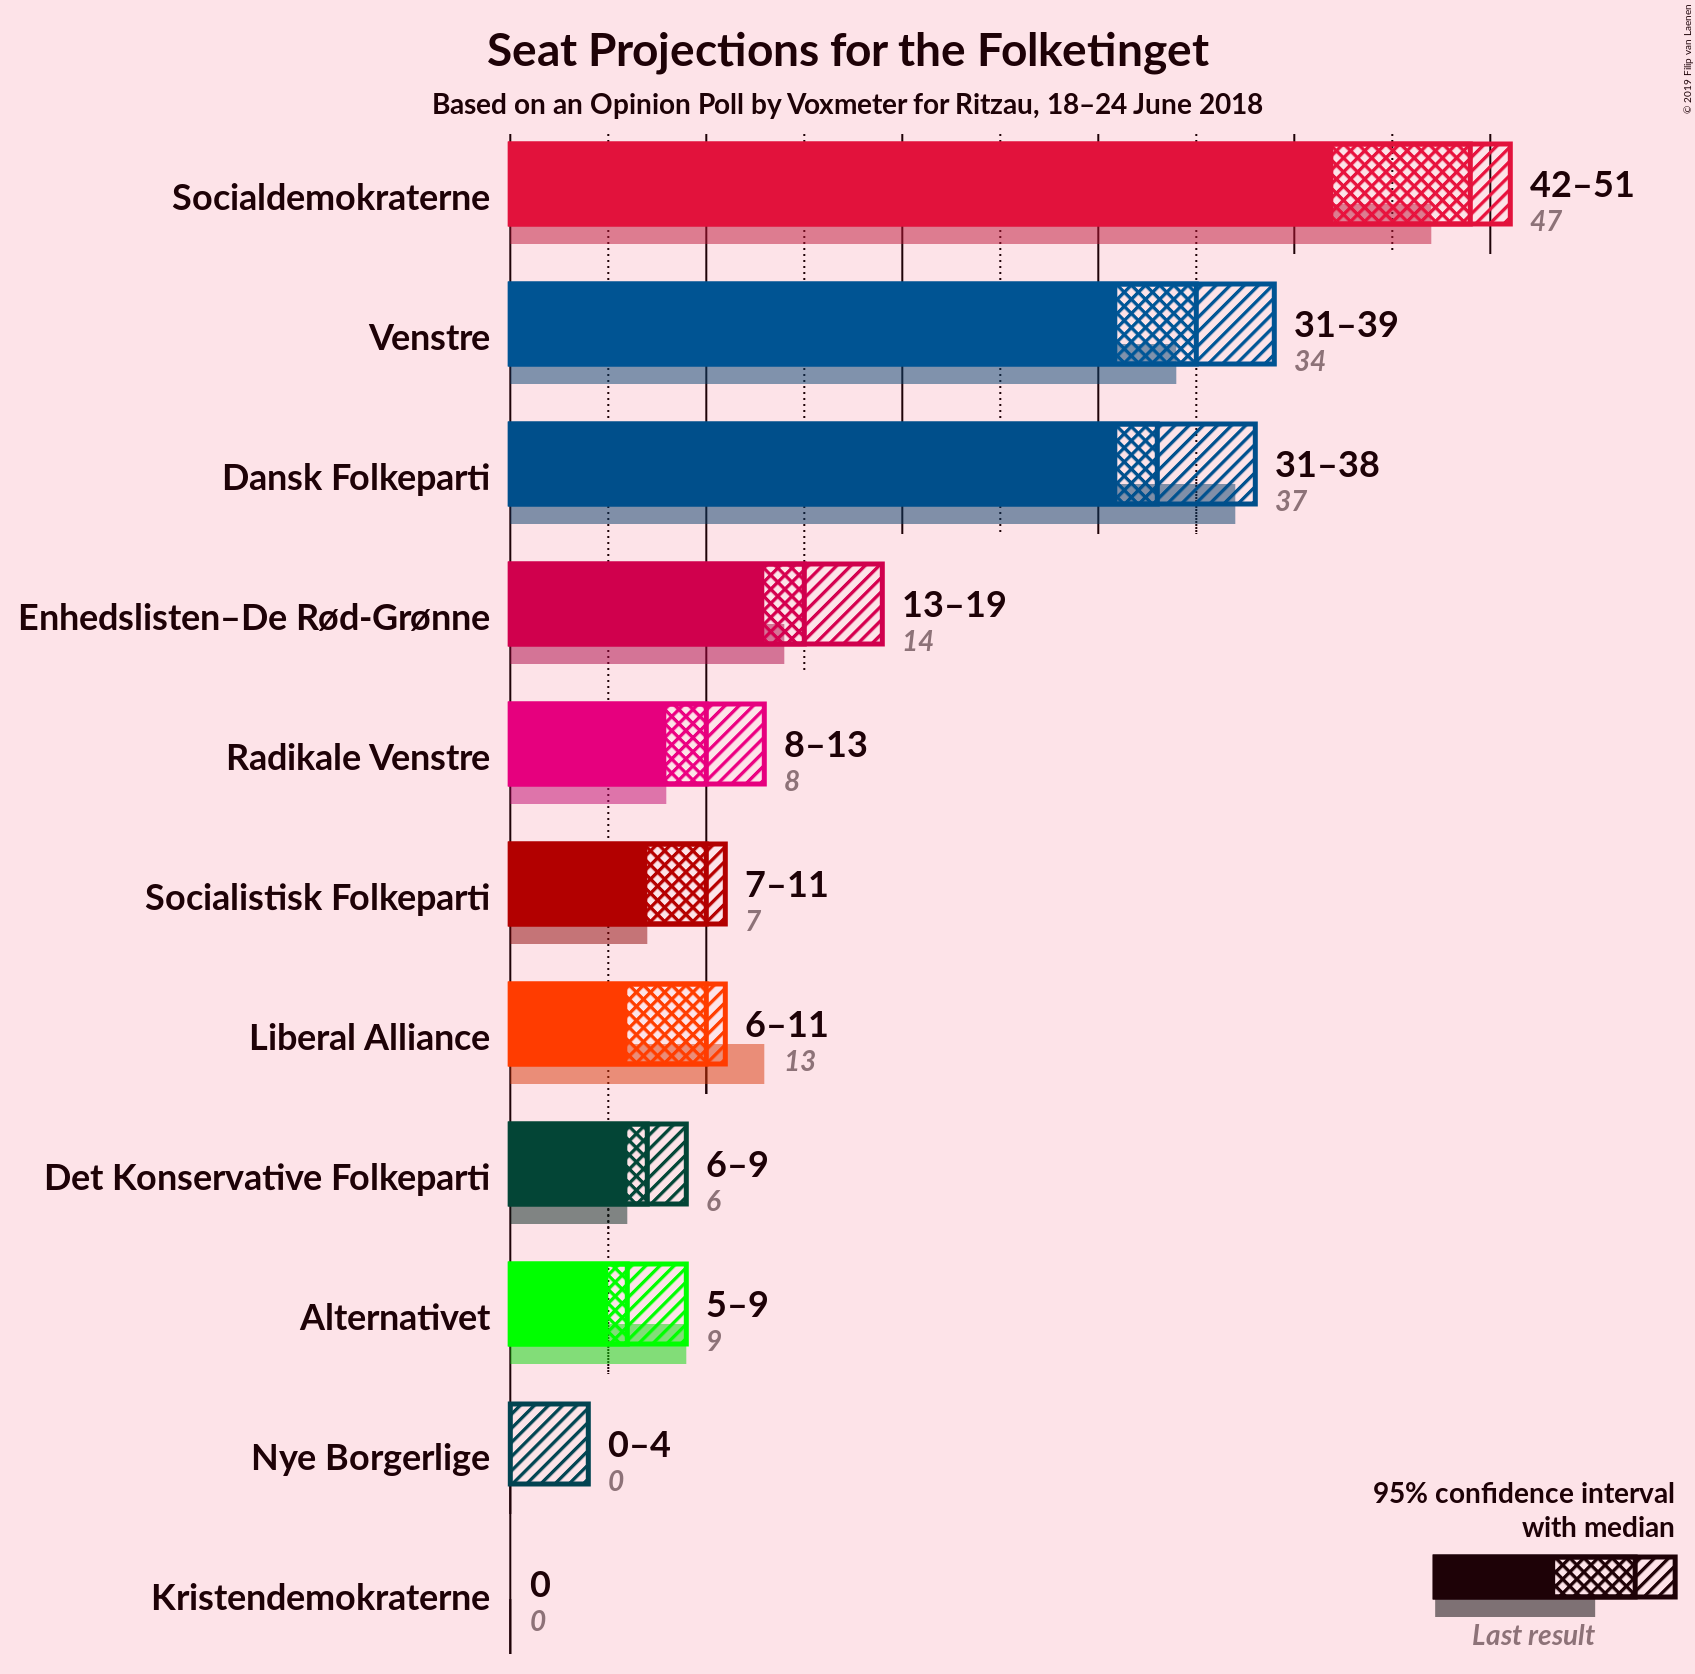 Seat Projections for the Folketinget
Based on an Opinion Poll by Voxmeter for Ritzau, 18–24 June 2018
© 2019 Filip van Laenen
Socialdemokraterne
42–51
47
Venstre
31–39
34
Dansk Folkeparti
31–38
37
Enhedslisten–De Rød-Grønne
13–19
14
Radikale Venstre
8–13
8
Socialistisk Folkeparti
7–11
7
Liberal Alliance
6–11
13
Det Konservative Folkeparti
6–9
6
Alternativet
5–9
9
Nye Borgerlige
0–4
0
Kristendemokraterne
0
0
95% confidence interval
with median
Last result